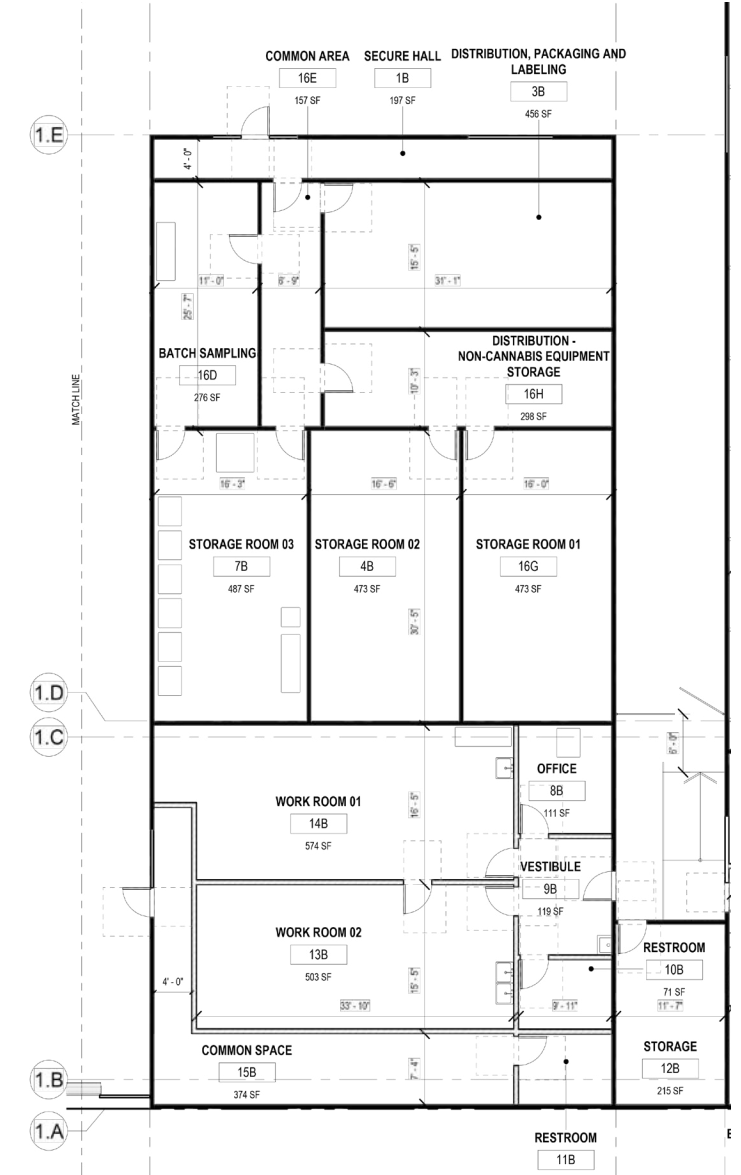 COMMON AREA
16E
157 SF
SECURE HALL
1B
197 SF
DISTRIBUTION, PACKAGING AND
LABELING
3B
456 SF
1.E
4' - 0"
15' - 5"
11' - 0"
6' - 9"
31' - 1"
25' - 7"
MATCH LINE
BATCH SAMPLING
16D
276 SF
DISTRIBUTION -
NON-CANNABIS EQUIPMENT
STORAGE
16H
298 SF
10' - 3"
16' - 3"
16' - 6"
16' - 0"
STORAGE ROOM 03
7B
487 SF
STORAGE ROOM 02
4B
473 SF
STORAGE ROOM 01
16G
473 SF
30' - 5"
1.D
1.C
6' - 0"
OFFICE
8B
111 SF
WORK ROOM 01
14B
574 SF
16' - 5"
VESTIBULE
9B
119 SF
WORK ROOM 02
13B
503 SF
15' - 5"
RESTROOM
10B
71 SF
4' - 0"
33' - 10"
9' - 11"
11' - 7"
COMMON SPACE
15B
374 SF
7' - 4"
STORAGE
12B
215 SF
1.B
1.A
RESTROOM
11B